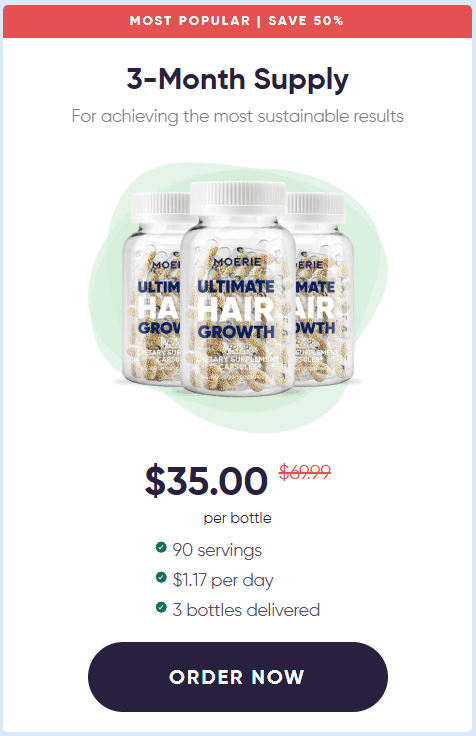 MOST POPULAR | SAVE 50%
3-Month Supply
For achieving the most sustainable results
MOERIE
ULTIMATE
HAIR
GROWTH
DIETARY SUPPLEMENT
CAPSULES
$35.00 $69.99
per bottle
90 servings
$1.17 per day
3 bottles delivered
ORDER NOW